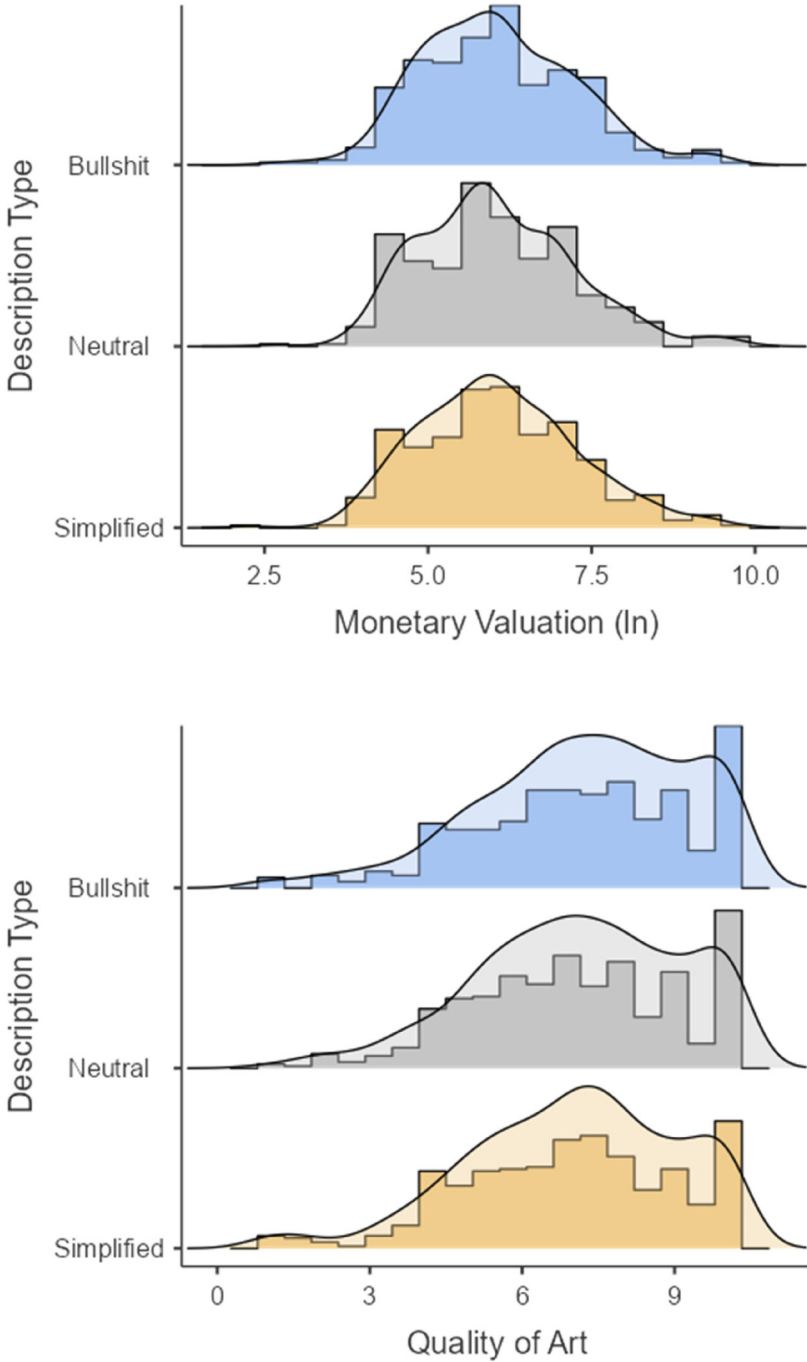 Description Type
Bullshit
Neutral
Simplified
2.5 5.0 7.5 10.0
Monetary Valuation (ln)
Description Type
Bullshit
Neutral
Simplified
0 3 6 9
Quality of Art